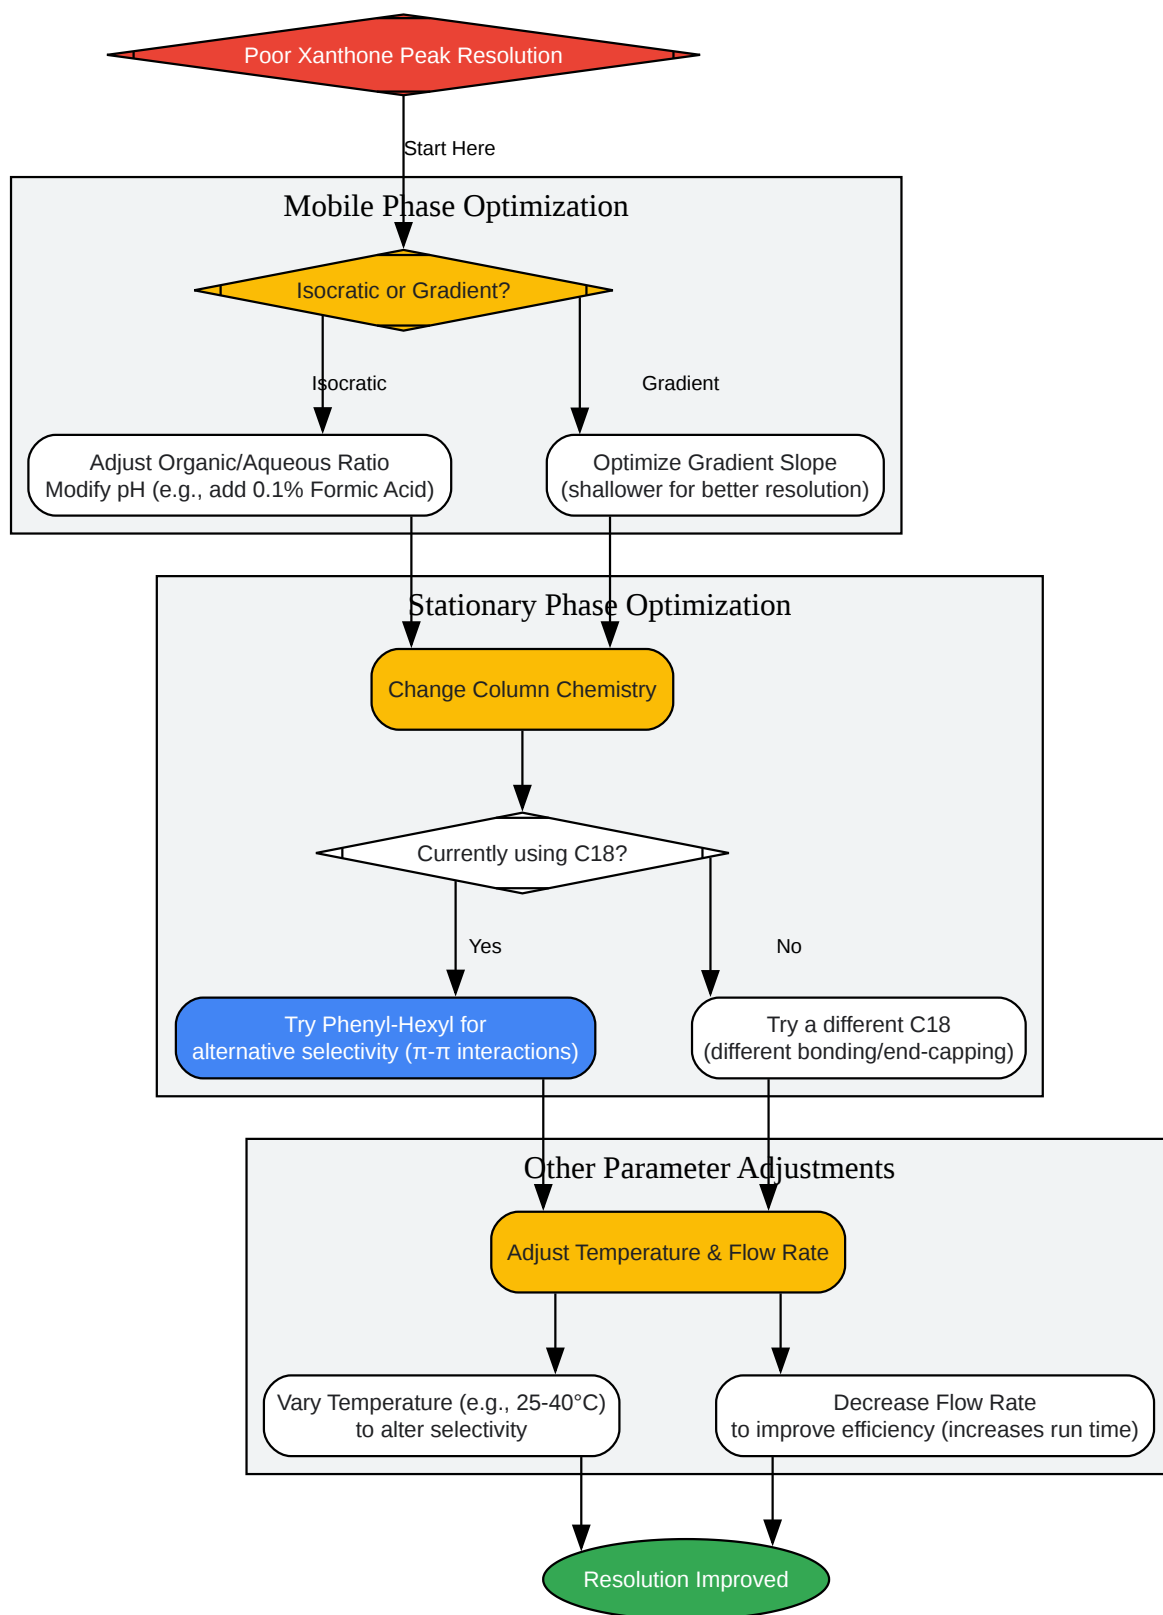 Poor Xanthone Peak Resolution
Start Here
Mobile Phase Optimization
Isocratic or Gradient?
Isocratic
Gradient
Adjust Organic/Aqueous Ratio
Modify pH (e.g., add 0.1% Formic Acid)
Optimize Gradient Slope
(shallower for better resolution)
Stationary Phase Optimization
Change Column Chemistry
Currently using C18?
Yes
No
Try Phenyl-Hexyl for
alternative selectivity (π-π interactions)
Try a different C18
(different bonding/end-capping)
Other Parameter Adjustments
Adjust Temperature & Flow Rate
Vary Temperature (e.g., 25-40°C)
to alter selectivity
Decrease Flow Rate
to improve efficiency (increases run time)
Resolution Improved